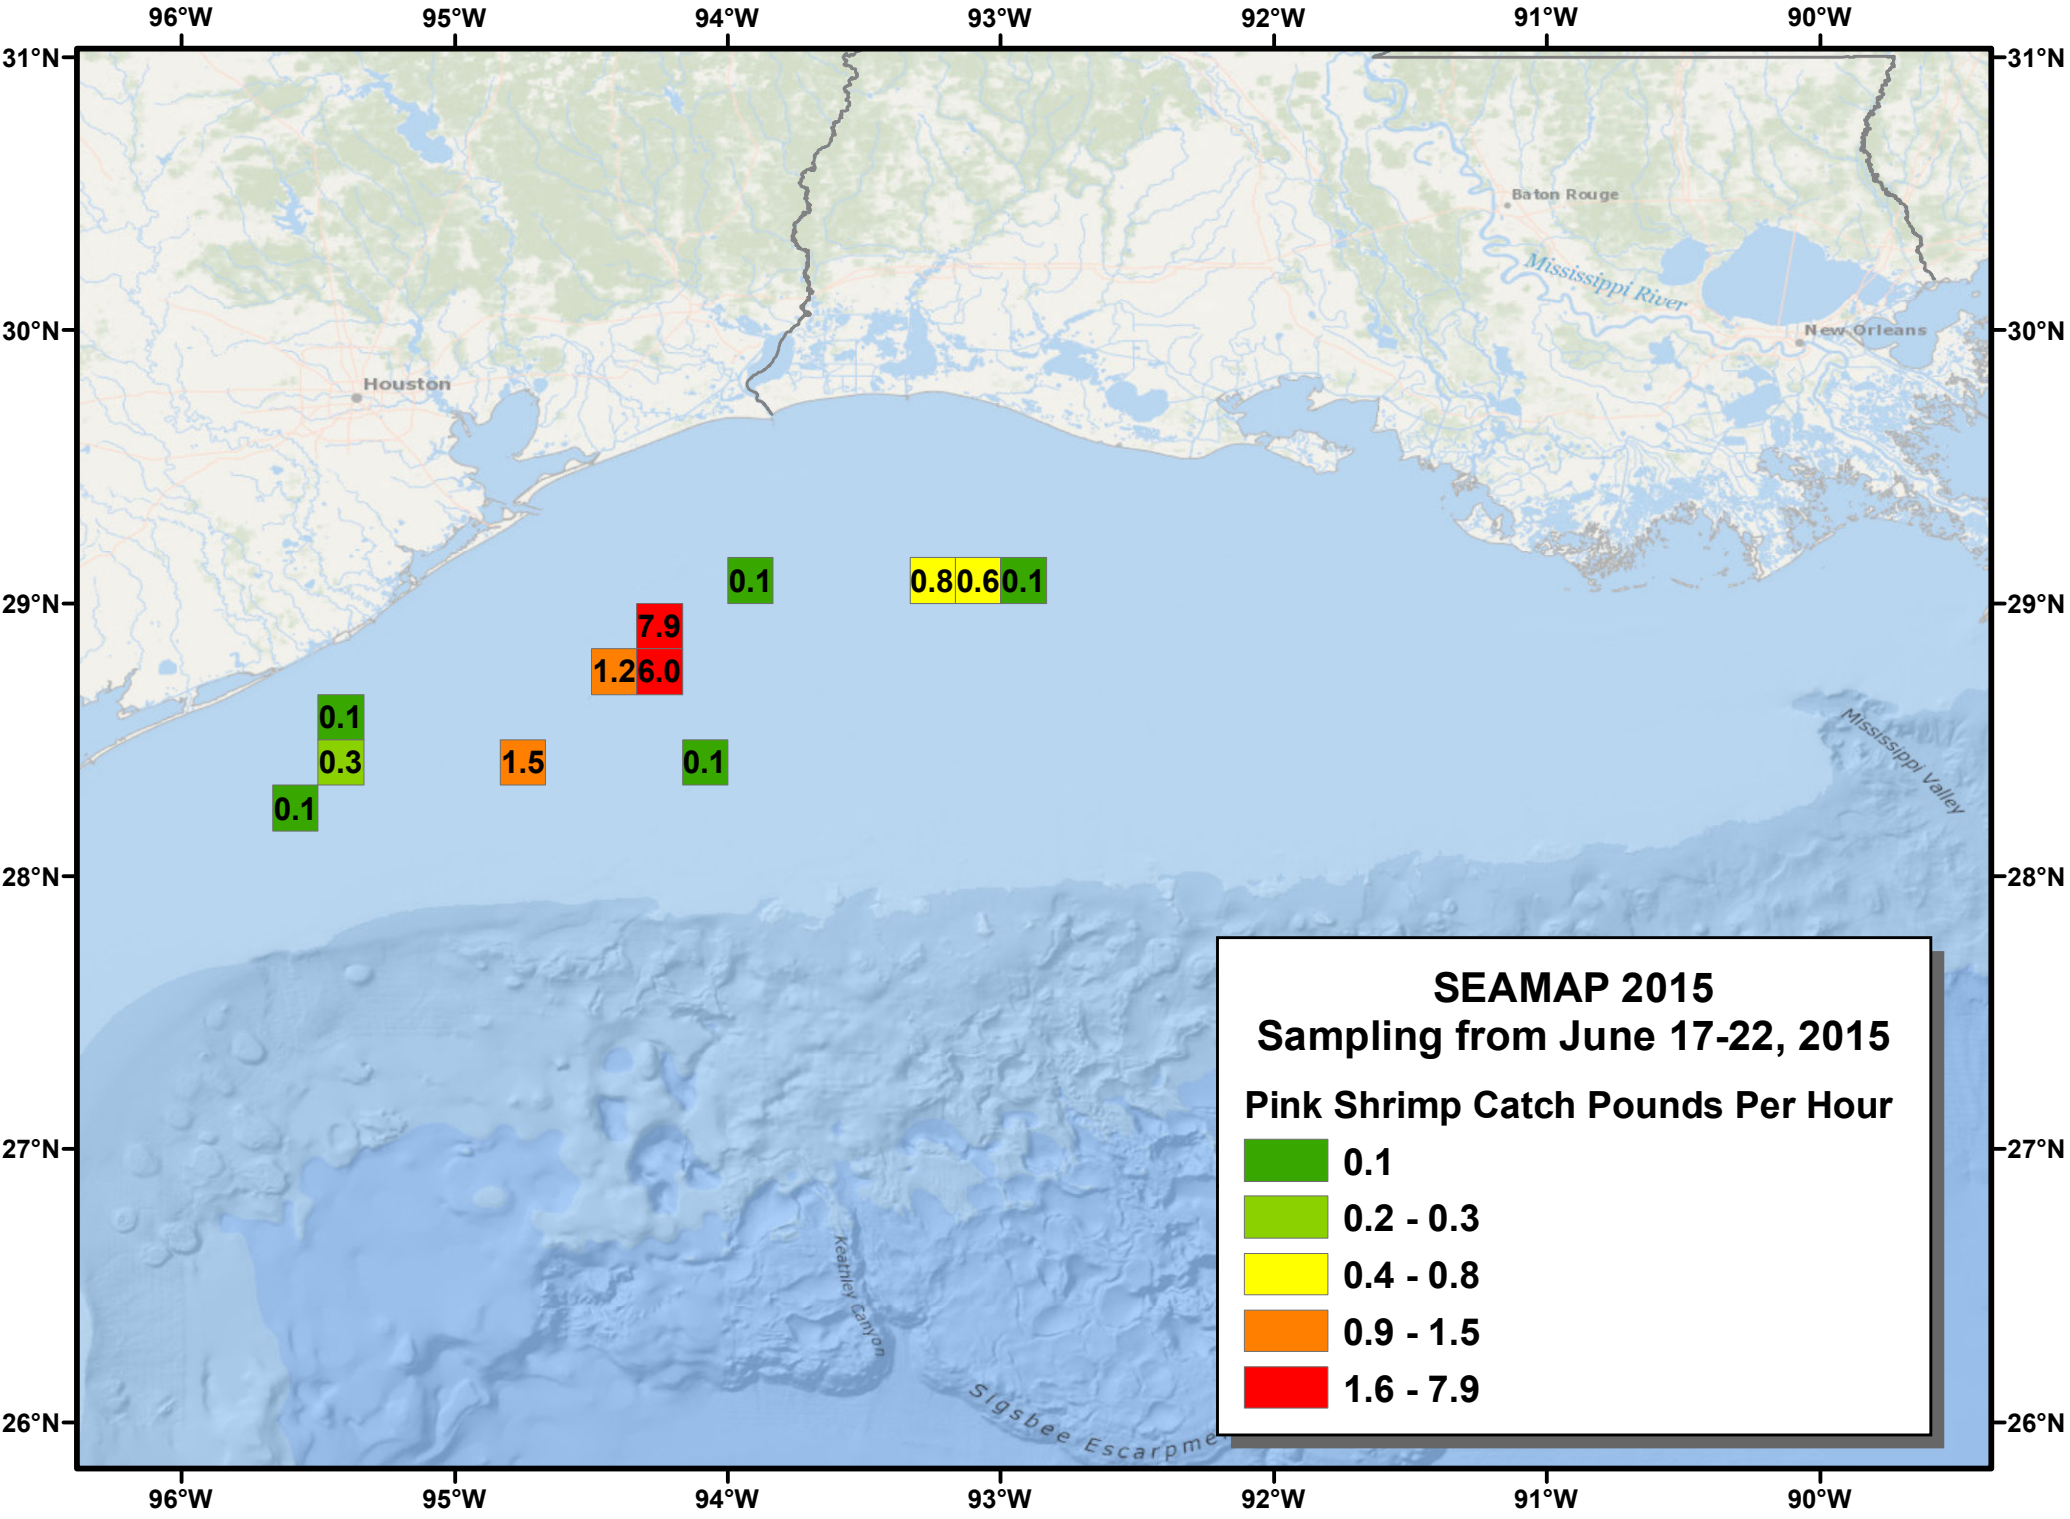 96°W 95°W 94°W 93°W 92°W 91°W 90°W
31°N 31°N
Baton Rouge
Mississippi River
30°N New Orleans 30°N
Houston
0.1 0.8 0.6 0.1
29°N 29°N
7.9
1.2 6.0
0.1
Mississippi Valley
0.3 1.5 0.1
0.1
28°N 28°N
SEAMAP 2015
Sampling from June 17-22, 2015
Pink Shrimp Catch Pounds Per Hour
27°N 27°N
0.1
0.2 - 0.3
0.4 - 0.8
0.9 - 1.5
1.6 - 7.9
Keathley Canyon
Sigsbee Escarpme
26°N 26°N
96°W 95°W 94°W 93°W 92°W 91°W 90°W